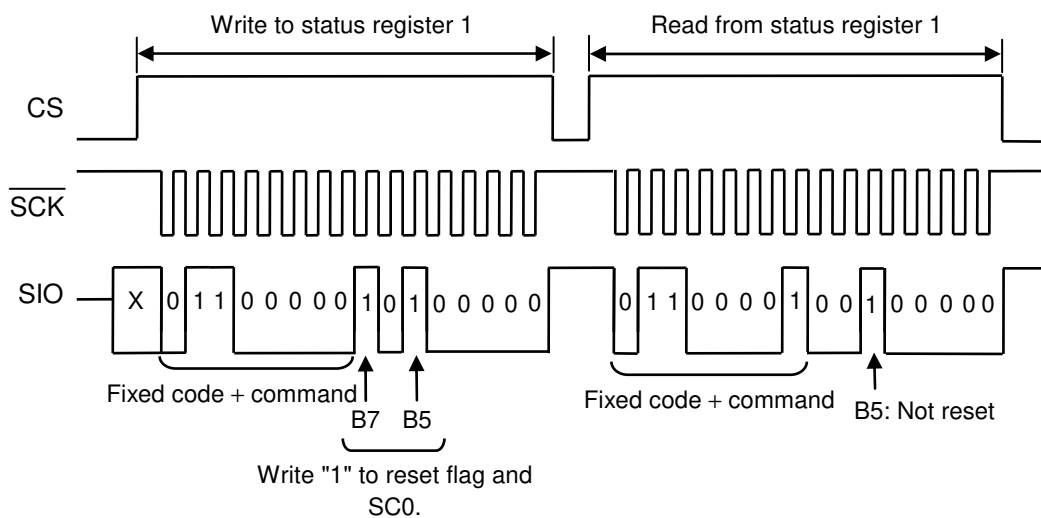 Write to status register 1
Read from status register 1
CS
SCK
SIO
X 0 1 1 0 0 0 0 0 1 0 1 0 0 0 0 0 0 1 1 0 0 0 0 1 0 0 1 0 0 0 0 0
Fixed code + command
Fixed code + command
B7
B5
B5: Not reset
Write "1" to reset flag and
SC0.